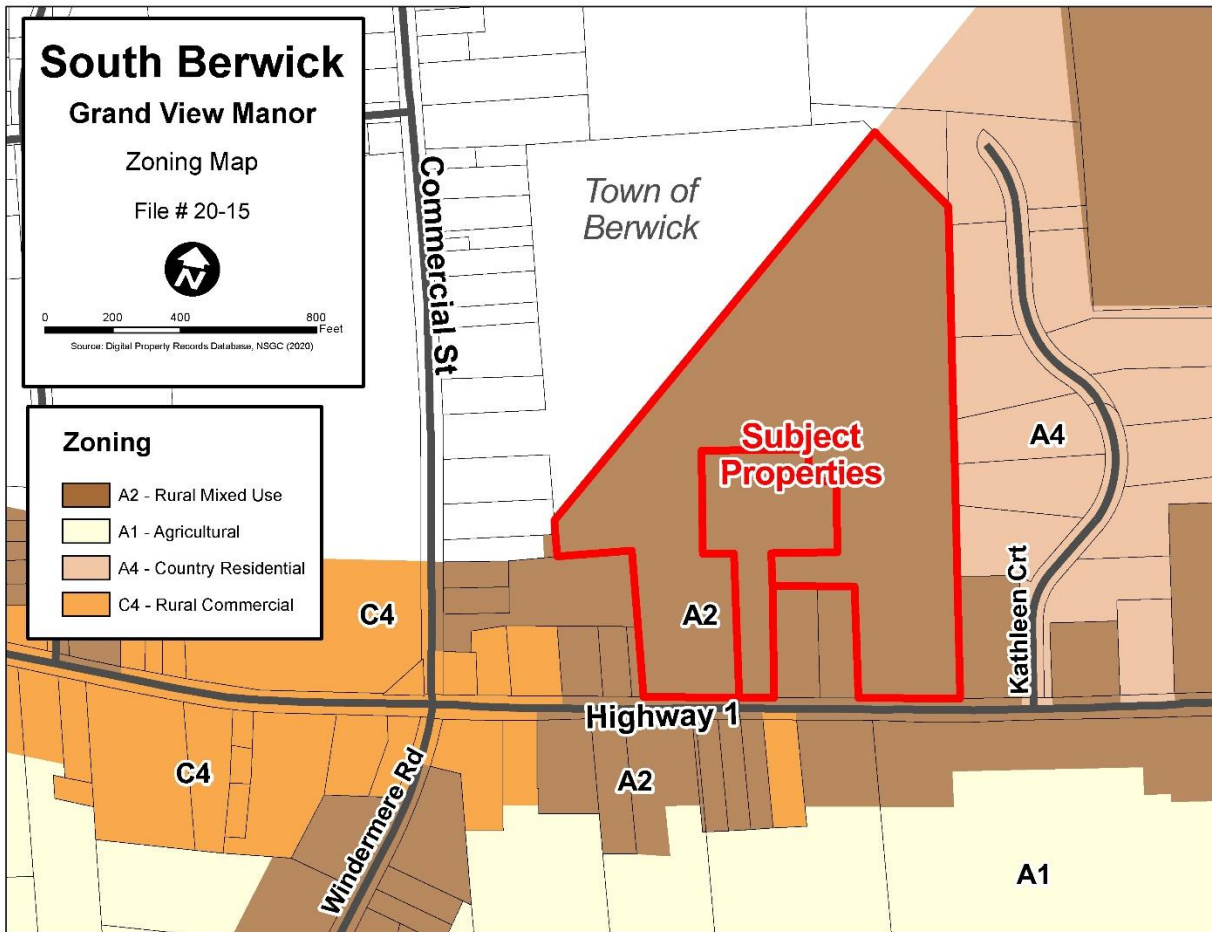 South Berwick
Grand View Manor
Zoning Map
File # 20-15
N
0 200 400 800
Feet
Source: Digital Property Records Database, NSGC (2020)
Zoning
A2 - Rural Mixed Use
A1 - Agricultural
A4 - Country Residential
C4 - Rural Commercial
Commercial St
Town of
Berwick
Subject
Properties
A4
C4
A2
Kathleen Crt
Highway 1
C4
A2
Windermere Rd
A1